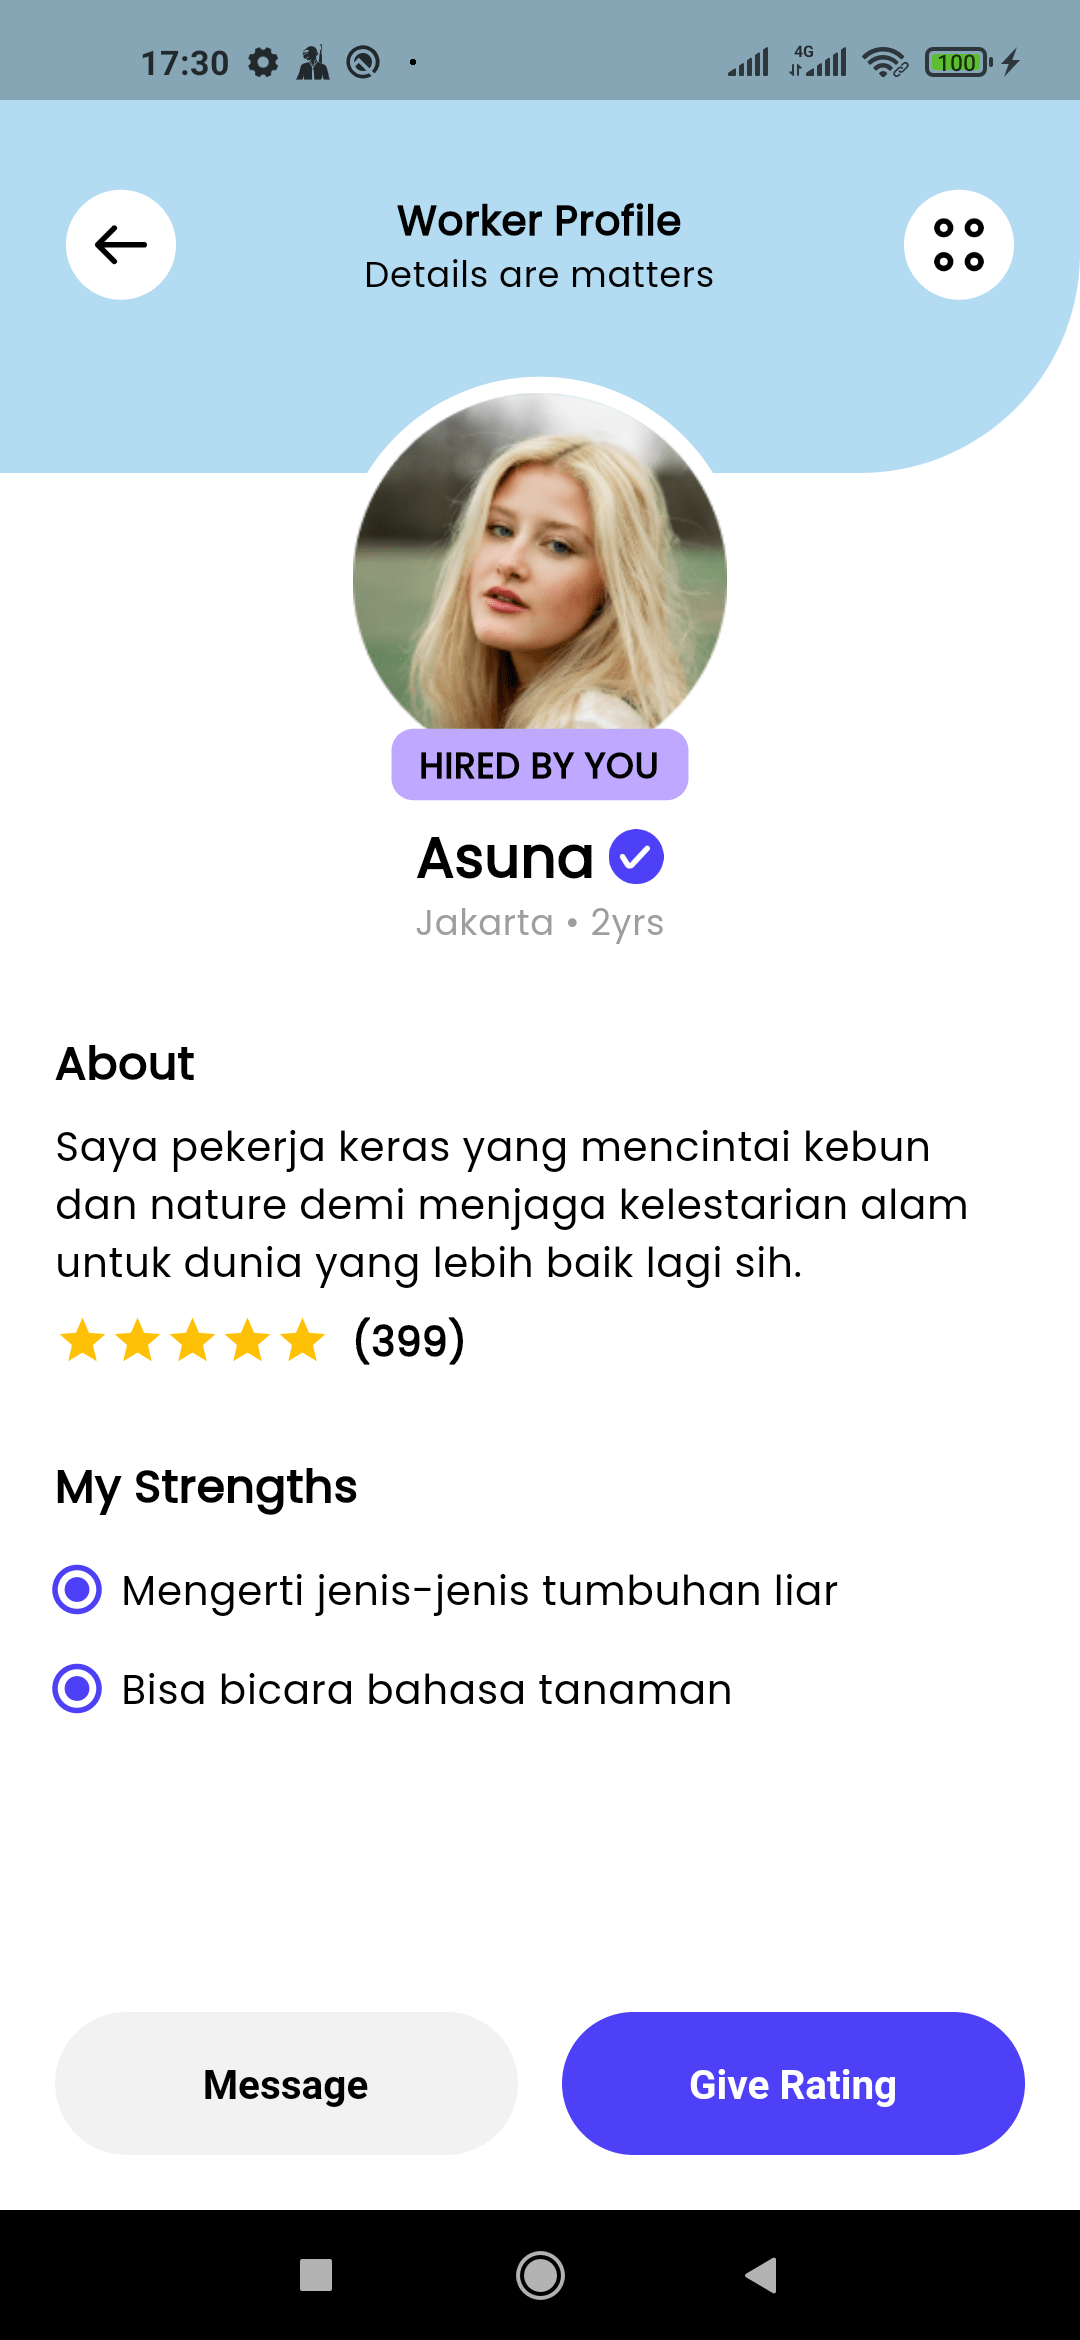 17:30
4G
100
Worker Profile
Details are matters
HIRED BY YOU
Asuna
Jakarta • 2yrs
About
Saya pekerja keras yang mencintai kebun
dan nature demi menjaga kelestarian alam
untuk dunia yang lebih baik lagi sih.
(399)
My Strengths
Mengerti jenis-jenis tumbuhan liar
Bisa bicara bahasa tanaman
Message
Give Rating